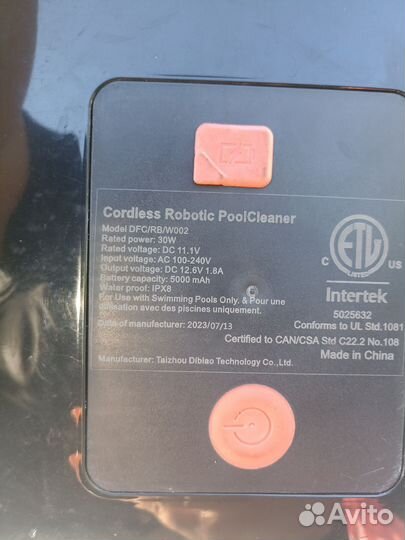 Cordless Robotic PoolCleaner
Model DFC/RB/W002
Rated power: 30W
Rated voltage: DC 11.1V
Input voltage: AC 100-240V
Output voltage: DC 12.6V 1.8A
Battery capacity: 5000 mAh
Water proof: IPX8
For Use with Swimming Pools Only. & Pour une
utilisation avec des piscines uniquement.
Date of manufacturer: 2023/07/13
ETL
LISTED
C US
Intertek
5025632
Conforms to UL Std.1081
Certified to CAN/CSA Std C22.2 No.108
Manufacturer: Taizhou Dibiao Technology Co.,Ltd.
Made in China
Avito